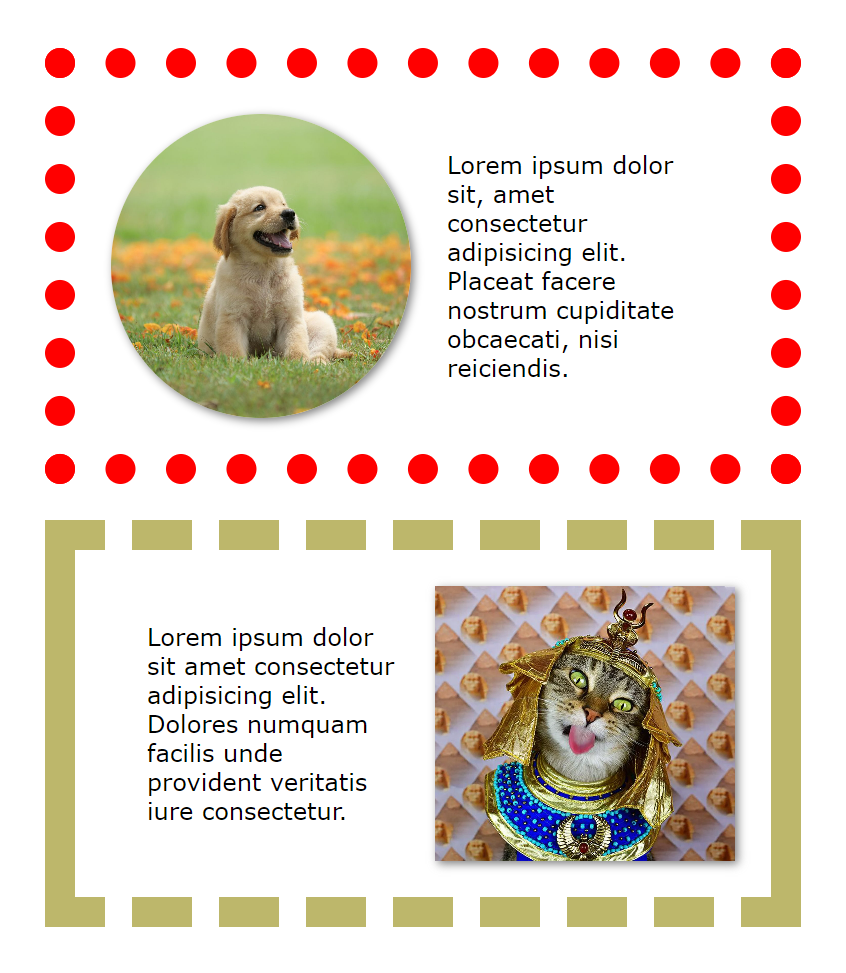 Lorem ipsum dolor
sit, amet
consectetur
adipisicing elit.
Placeat facere
nostrum cupiditate
obcaecati, nisi
reiciendis.
Lorem ipsum dolor
sit amet consectetur
adipisicing elit.
Dolores numquam
facilis unde
provident veritatis
iure consectetur.